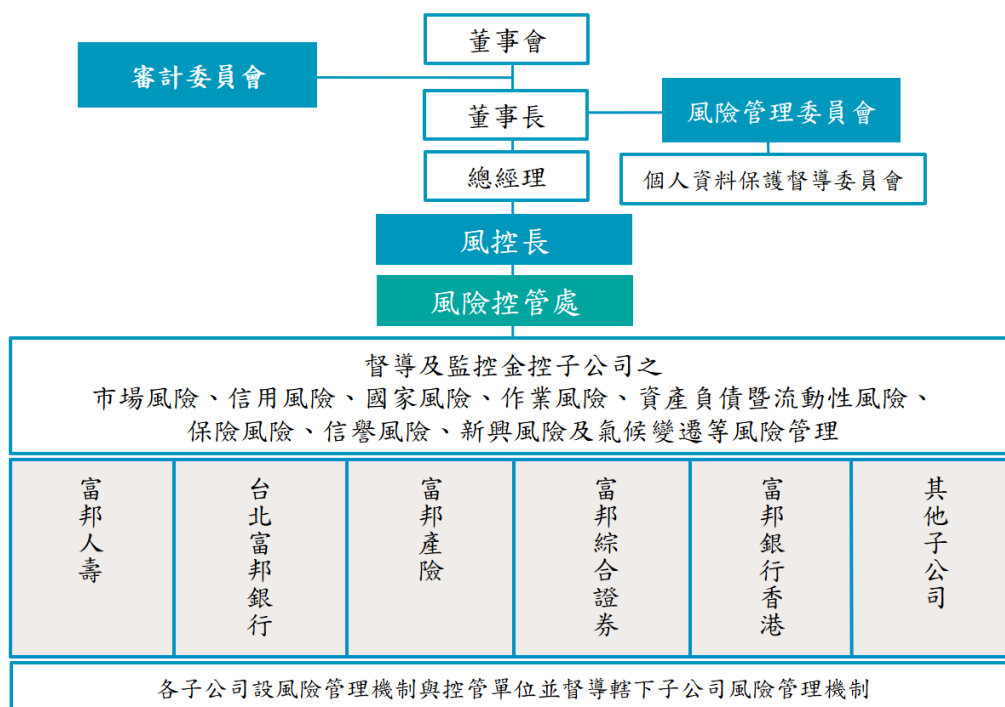 董事會
審計委員會
董事長
風險管理委員會
總經理
個人資料保護督導委員會
風控長
風險控管處
督導及監控金控子公司之
市場風險、信用風險、國家風險、作業風險、資產負債暨流動性風險、
保險風險、信譽風險、新興風險及氣候變遷等風險管理
富邦人壽
台北富邦銀行
富邦產險
富邦綜合證券
富邦銀行香港
其他子公司
各子公司設風險管理機制與控管單位並督導轄下子公司風險管理機制